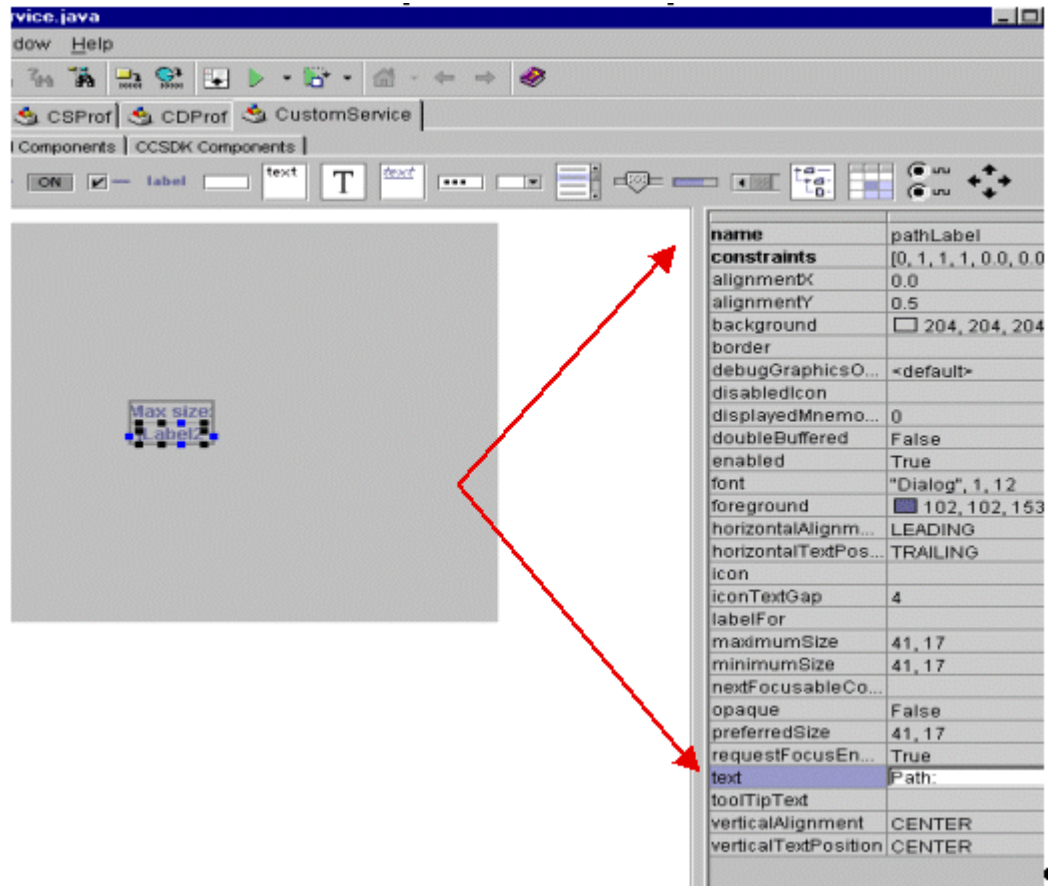 rvice.java
dow Help
CSProf CDProf CustomService
Components CCSDK Components
ON label text T text
name pathLabel
constraints [0, 1, 1, 1, 0.0, 0.0
alignmentX 0.0
alignmentY 0.5
background 204, 204, 204
border
debugGraphicsO... <default>
disabledIcon
displayedMnemo... 0
doubleBuffered False
enabled True
font "Dialog", 1, 12
foreground 102, 102, 153
horizontalAlignm... LEADING
horizontalTextPos... TRAILING
icon
iconTextGap 4
labelFor
maximumSize 41, 17
minimumSize 41, 17
nextFocusableCo...
opaque False
preferredSize 41, 17
requestFocusEn... True
text Path:
toolTipText
verticalAlignment CENTER
verticalTextPosition CENTER
Max size:
jLabel2